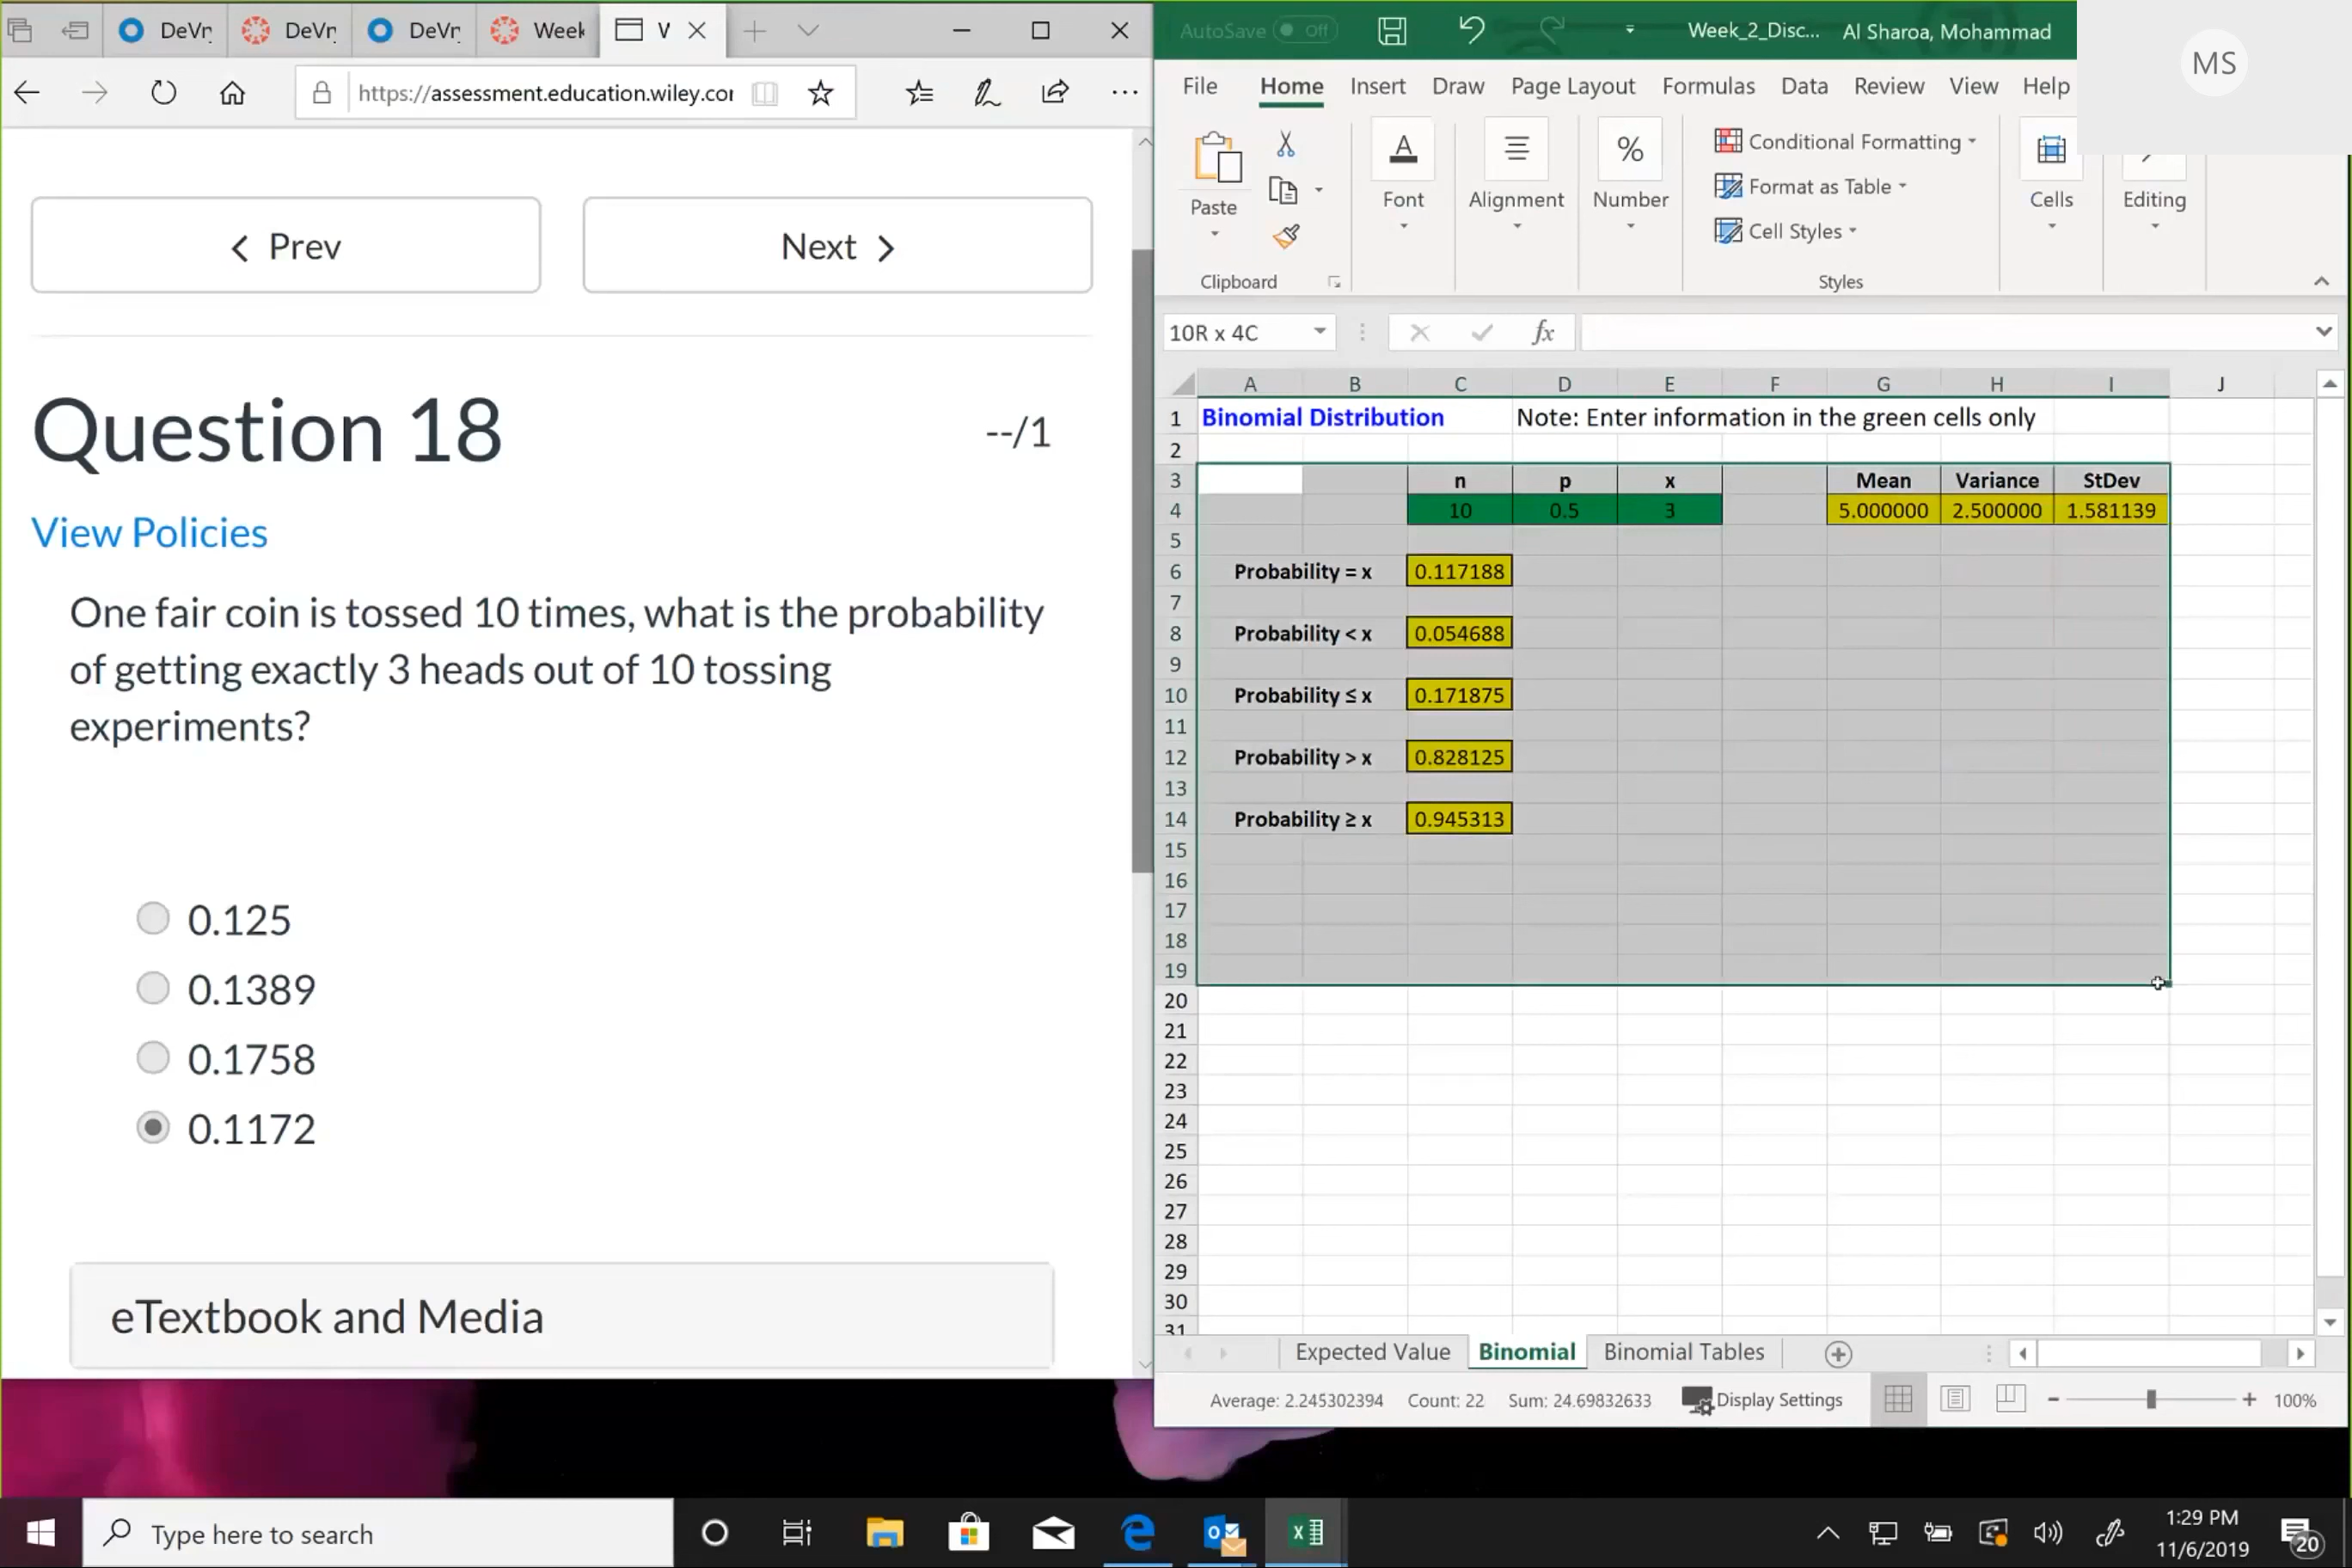 DeVr
DeVr
DeVr
Week
V
https://assessment.education.wiley.cor
Prev
Next
Question 18
--/1
View Policies
One fair coin is tossed 10 times, what is the probability
of getting exactly 3 heads out of 10 tossing
experiments?
0.125
0.1389
0.1758
0.1172
eTextbook and Media
AutoSave Off
Week_2_Disc... Al Sharoa, Mohammad
MS
File Home Insert Draw Page Layout Formulas Data Review View Help
Paste
Clipboard
Font
Alignment
%
Number
Conditional Formatting
Format as Table
Cell Styles
Styles
Cells
Editing
10R x 4C
fx
A B C D E F G H I J
1 Binomial Distribution Note: Enter information in the green cells only
2
3 n p x Mean Variance StDev
4 10 0.5 3 5.000000 2.500000 1.581139
5
6 Probability = x 0.117188
7
8 Probability < x 0.054688
9
10 Probability ≤ x 0.171875
11
12 Probability > x 0.828125
13
14 Probability ≥ x 0.945313
15
16
17
18
19
20
21
22
23
24
25
26
27
28
29
30
31
Expected Value Binomial Binomial Tables
Average: 2.245302394 Count: 22 Sum: 24.69832633 Display Settings 100%
Type here to search
1:29 PM
11/6/2019
20